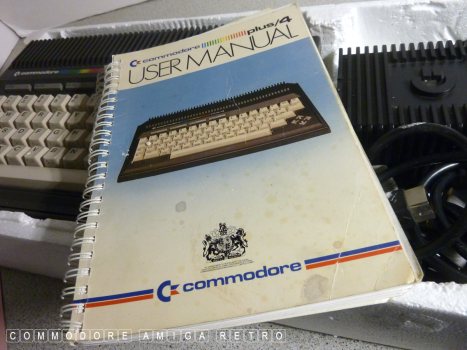 commodore plus/4
USER MANUAL
commodore
commodore
COMMODORE AMIGA RETRO